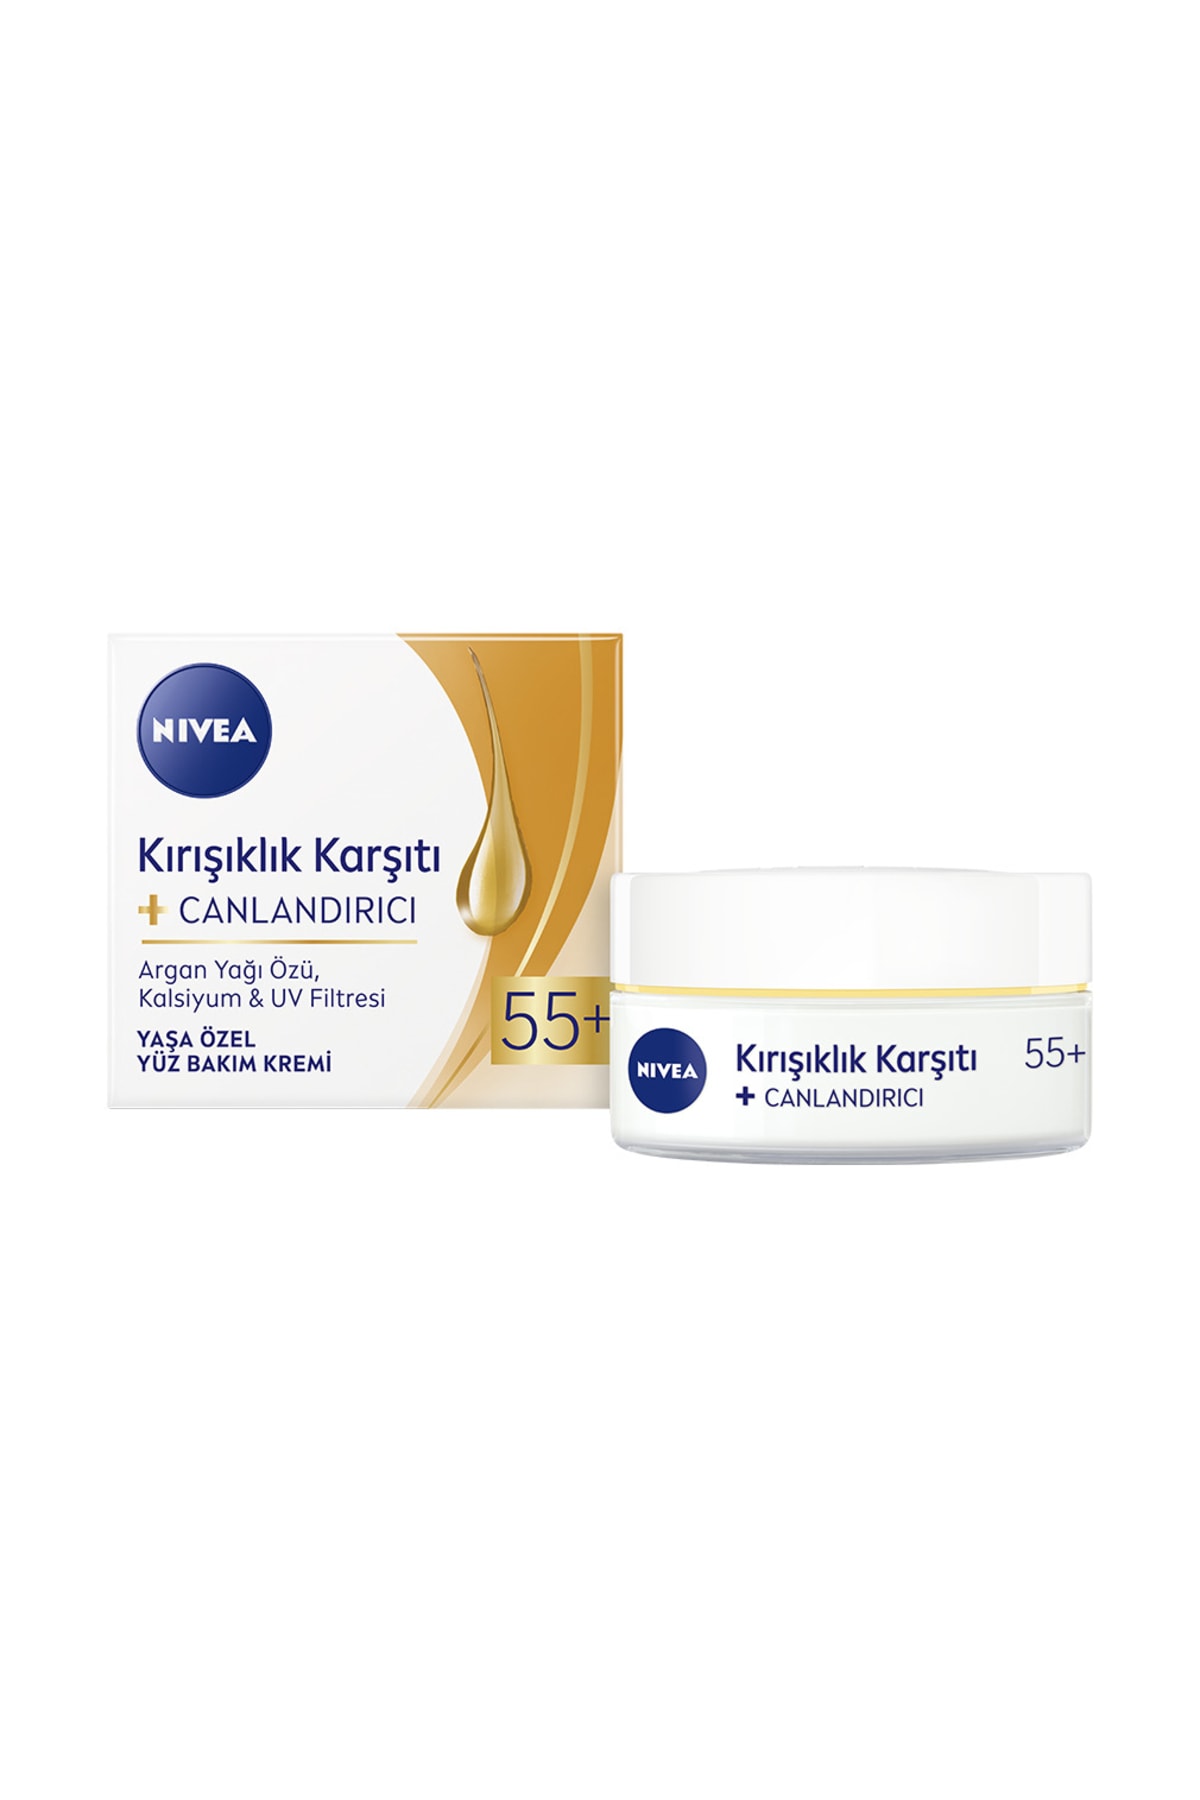 NIVEA
Kırışıklık Karşıtı
+ CANLANDIRICI
Argan Yağı Özü,
Kalsiyum & UV Filtresi
YAŞA ÖZEL
YÜZ BAKIM KREMİ
55+
NIVEA
Kırışıklık Karşıtı
+ CANLANDIRICI
55+